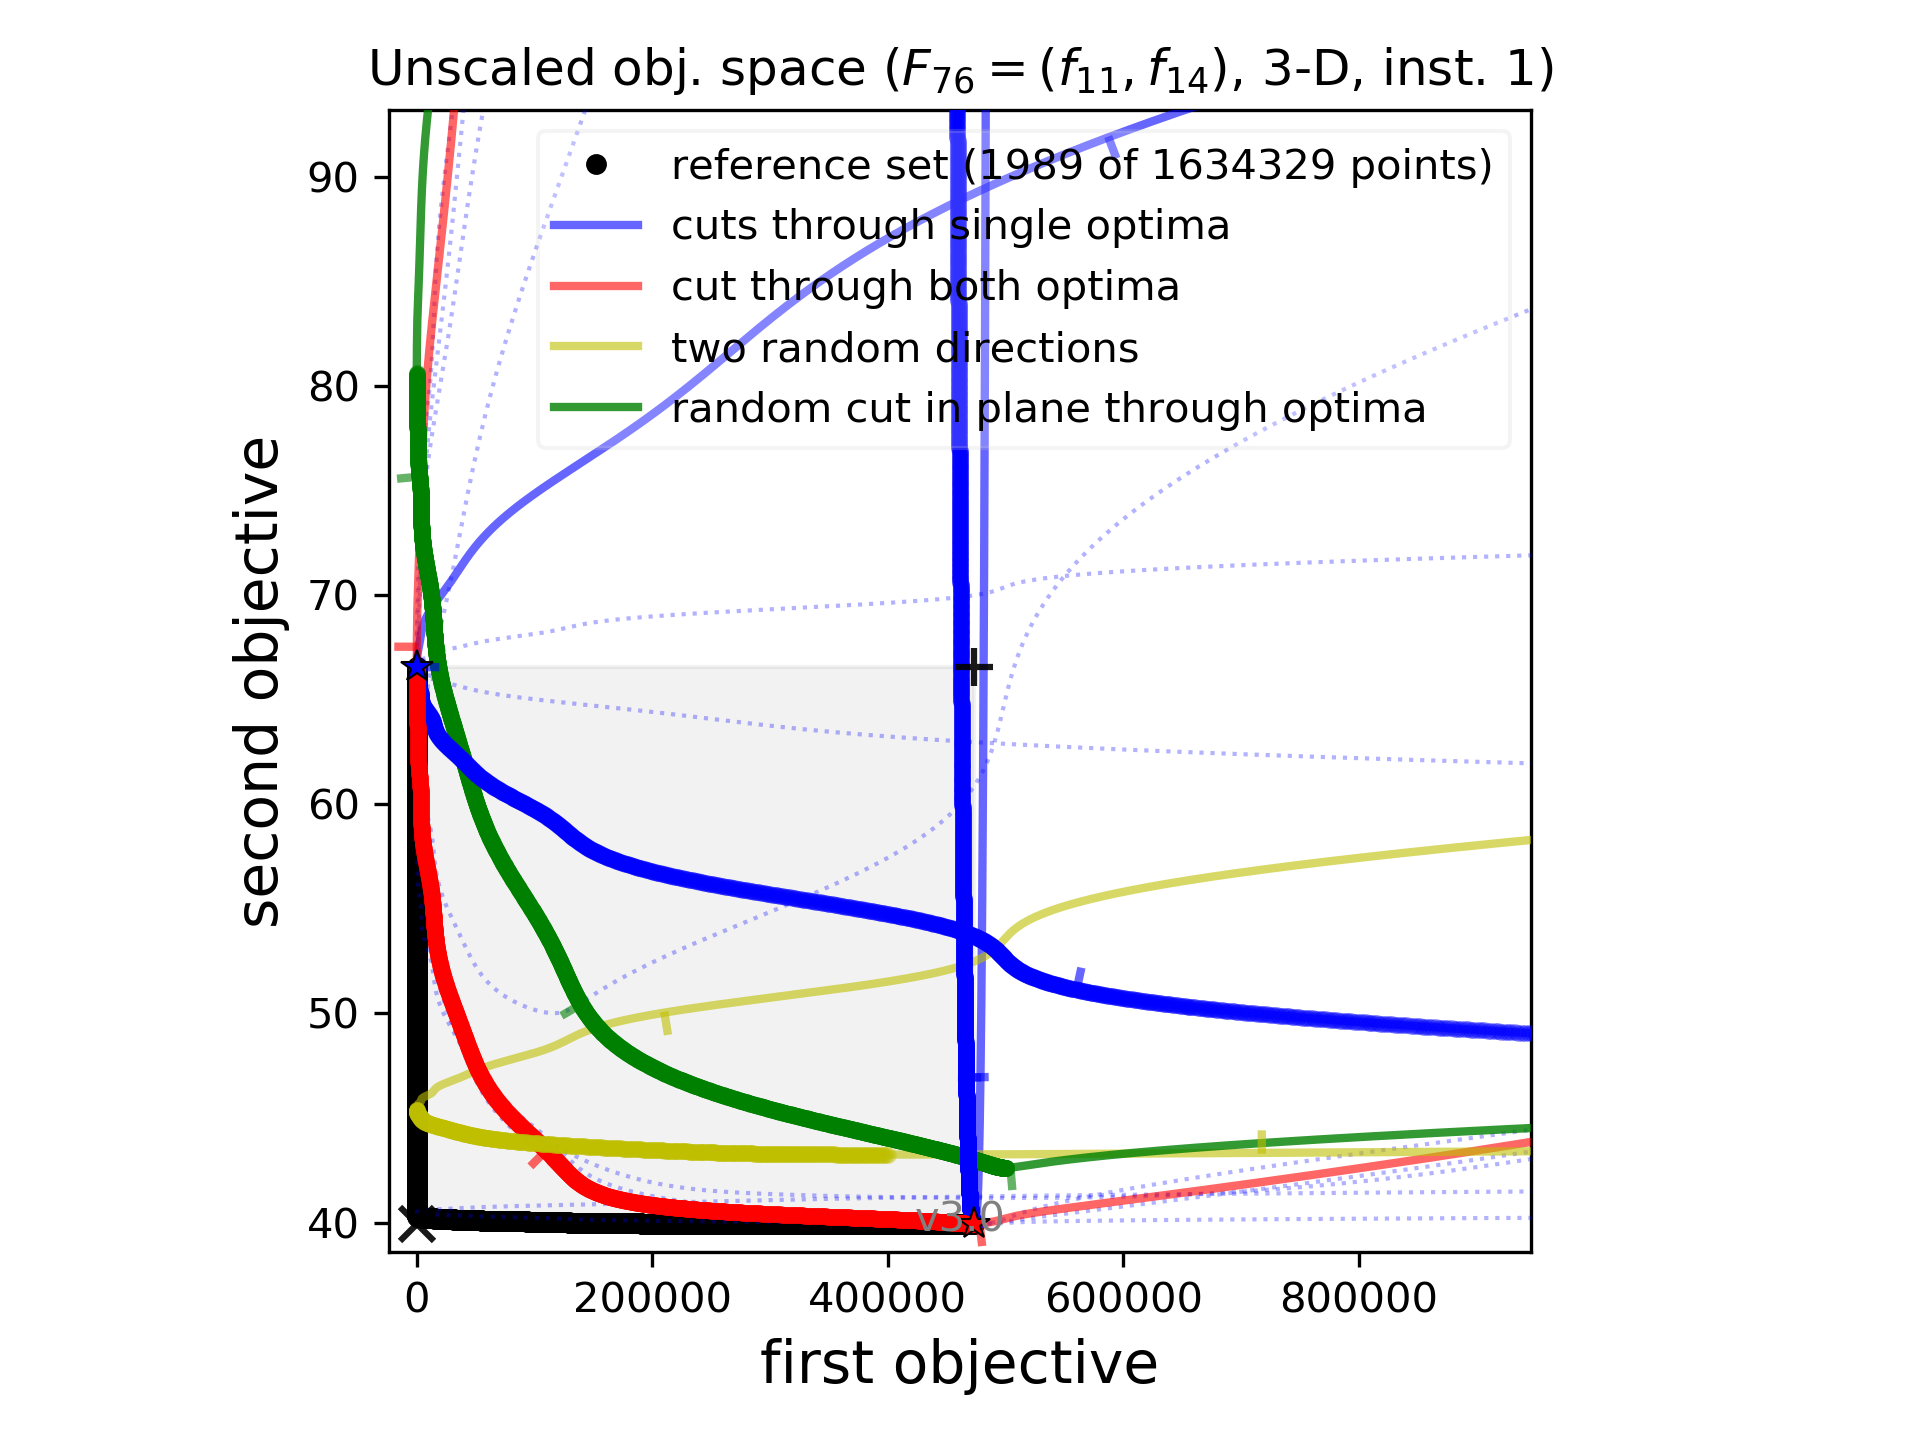 Unscaled obj. space (F76 = (f11, f14), 3-D, inst. 1)
reference set (1989 of 1634329 points)
cuts through single optima
cut through both optima
two random directions
random cut in plane through optima
90
80
70
60
50
40
second objective
v3.0
0 200000 400000 600000 800000
first objective